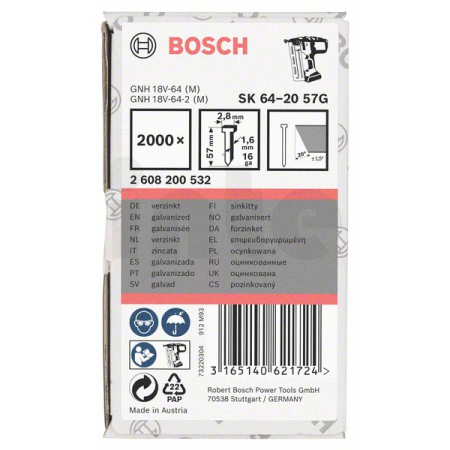 BOSCH
GNH 18V-64 (M)
GNH 18V-64-2 (M)
SK 64-20 57G
2000 x
2,8mm
57 mm
1,6 mm
16 ga
20°
± 1,5°
2 608 200 532
DE verzinkt
EN galvanized
FR galvanisée
NL verzinkt
IT zincata
ES galvanizada
PT galvanizado
SV galvad
FI sinkitty
NO galvanisert
DA forzinket
EL επιψευδαργυρωμένη
PL ocynkowana
RU оцинкованные
UK оцинкована
CS pozinkovaný
912 M93
73220304
22
PAP
Made in Austria
3 165140 621724 >
Robert Bosch Power Tools GmbH
70538 Stuttgart / GERMANY